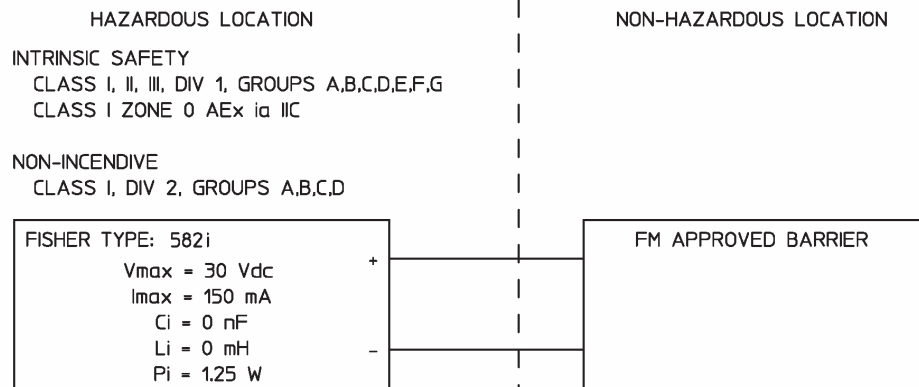 HAZARDOUS LOCATION
NON-HAZARDOUS LOCATION
INTRINSIC SAFETY
CLASS I, II, III, DIV 1, GROUPS A,B,C,D,E,F,G
CLASS I ZONE 0 AEx ia IIC
NON-INCENDIVE
CLASS I, DIV 2, GROUPS A,B,C,D
FISHER TYPE: 582i
FM APPROVED BARRIER
+
Vmax = 30 Vdc
Imax = 150 mA
Ci = 0 nF
Li = 0 mH
-
Pi = 1.25 W